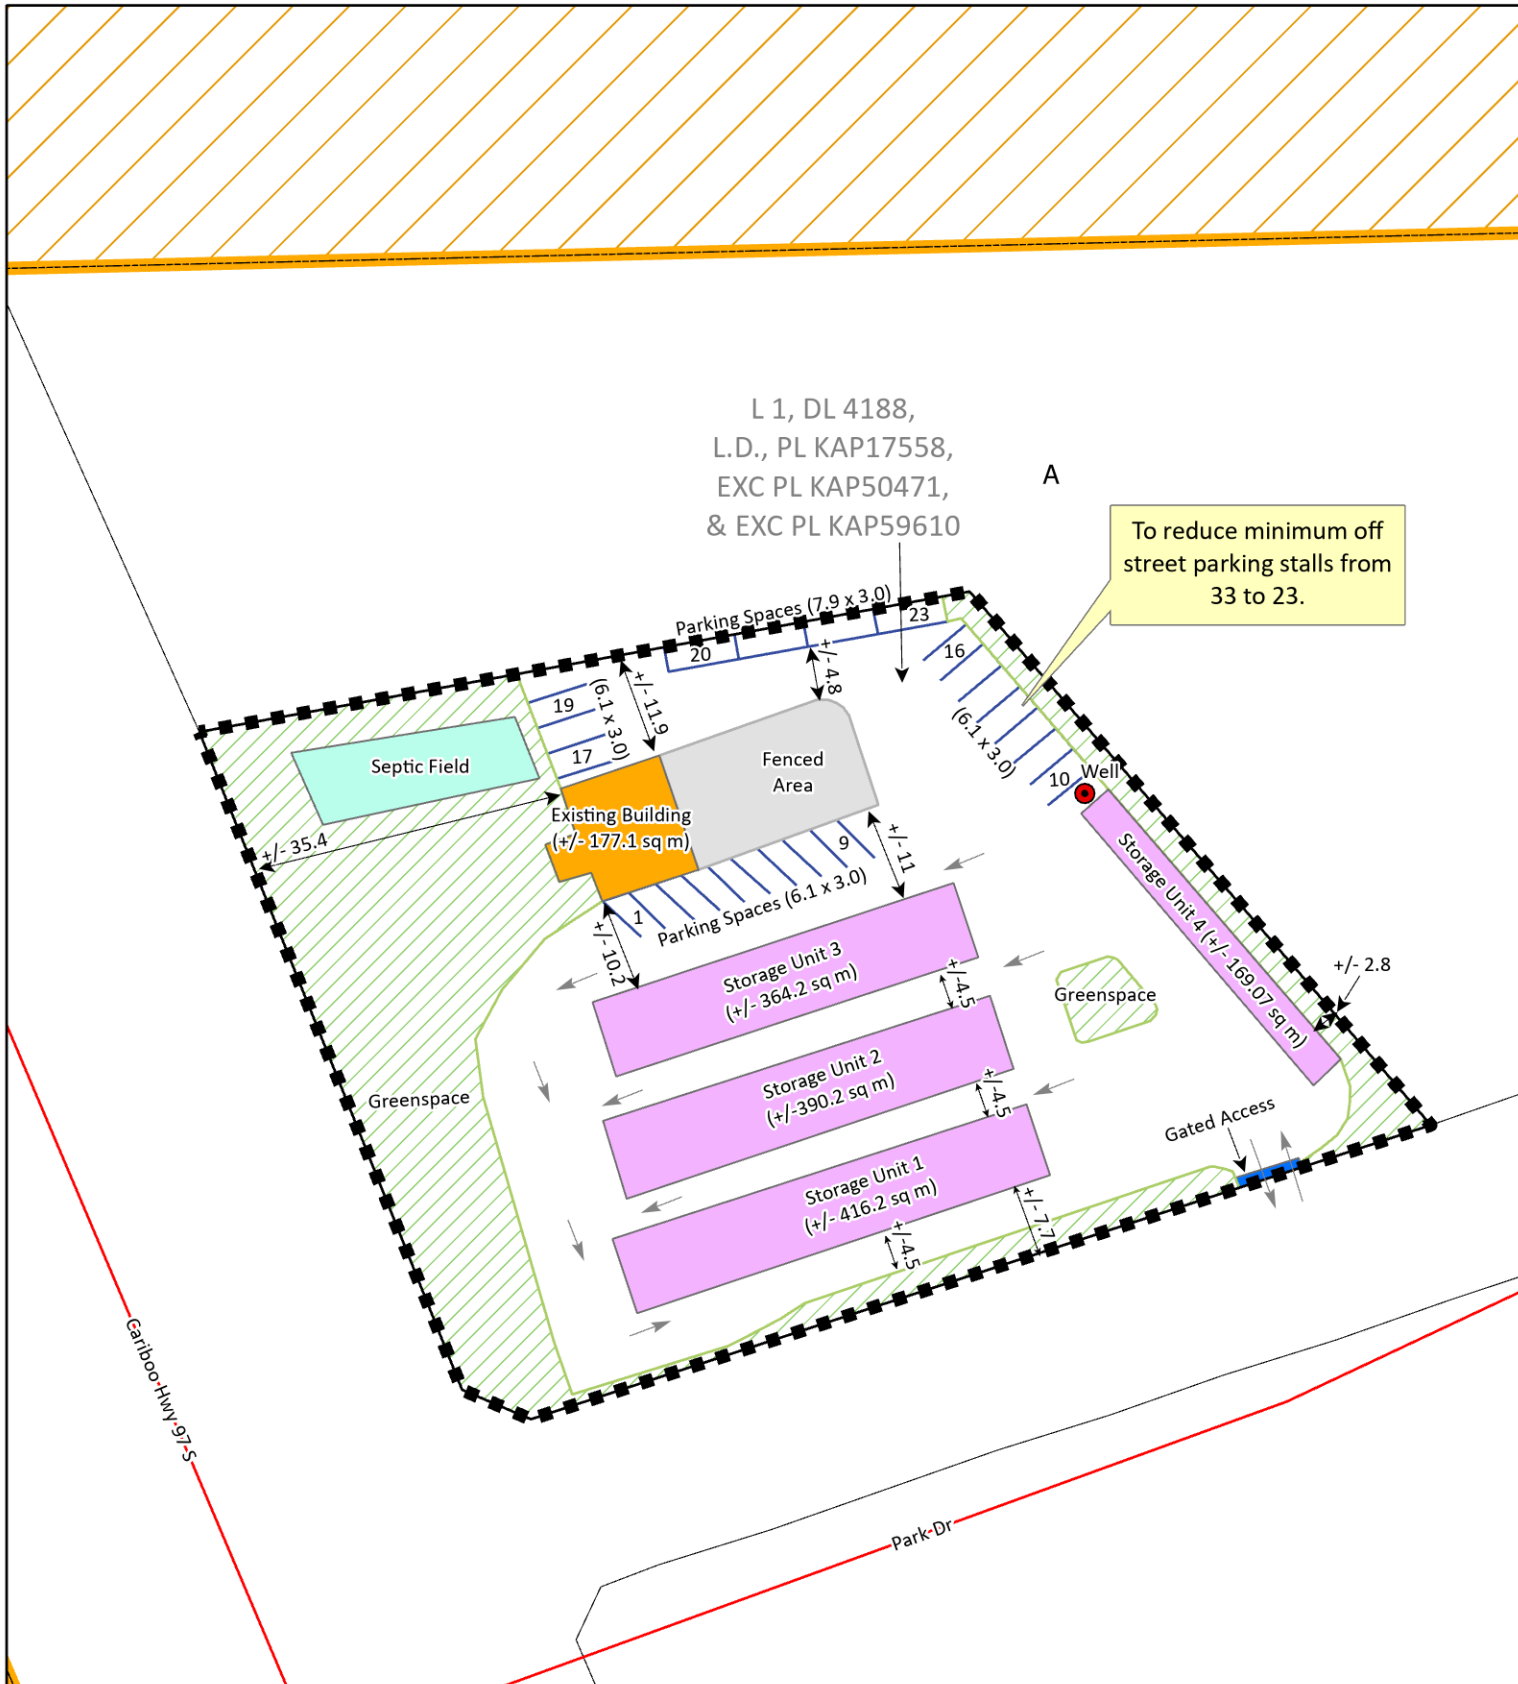 L 1, DL 4188,
L.D., PL KAP17558,
EXC PL KAP50471,
& EXC PL KAP59610
A
To reduce minimum off
street parking stalls from
33 to 23.
Parking Spaces (7.9 x 3.0)
23
20
16
+/- 4.8
+/- 11.9
(6.1 x 3.0)
19
17
(6.1 x 3.0)
10
Well
Septic Field
Fenced
Area
Existing Building
(+/- 177.1 sq m)
+/- 35.4
9
+/- 11
1
Parking Spaces (6.1 x 3.0)
+/- 10.2
Storage Unit 3
(+/- 364.2 sq m)
+/-4.5
Storage Unit 4 (+/- 169.07 sq m)
+/- 2.8
Greenspace
Greenspace
Storage Unit 2
(+/-390.2 sq m)
+/-4.5
Gated Access
Storage Unit 1
(+/- 416.2 sq m)
+/- 7.7
+/-4.5
Cariboo Hwy 97 S
Park Dr